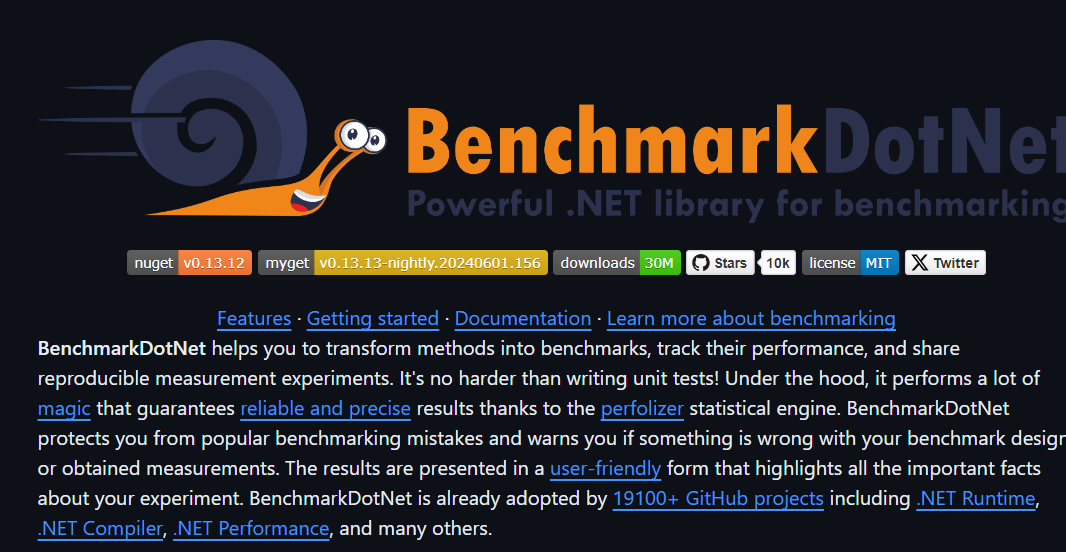 BenchmarkDotNet
Powerful .NET library for benchmarking
nuget v0.13.12 myget v0.13.13-nightly.20240601.156 downloads 30M Stars 10k license MIT Twitter
Features · Getting started · Documentation · Learn more about benchmarking
BenchmarkDotNet helps you to transform methods into benchmarks, track their performance, and share
reproducible measurement experiments. It's no harder than writing unit tests! Under the hood, it performs a lot of
magic that guarantees reliable and precise results thanks to the perfolizer statistical engine. BenchmarkDotNet
protects you from popular benchmarking mistakes and warns you if something is wrong with your benchmark design
or obtained measurements. The results are presented in a user-friendly form that highlights all the important facts
about your experiment. BenchmarkDotNet is already adopted by 19100+ GitHub projects including .NET Runtime,
.NET Compiler, .NET Performance, and many others.